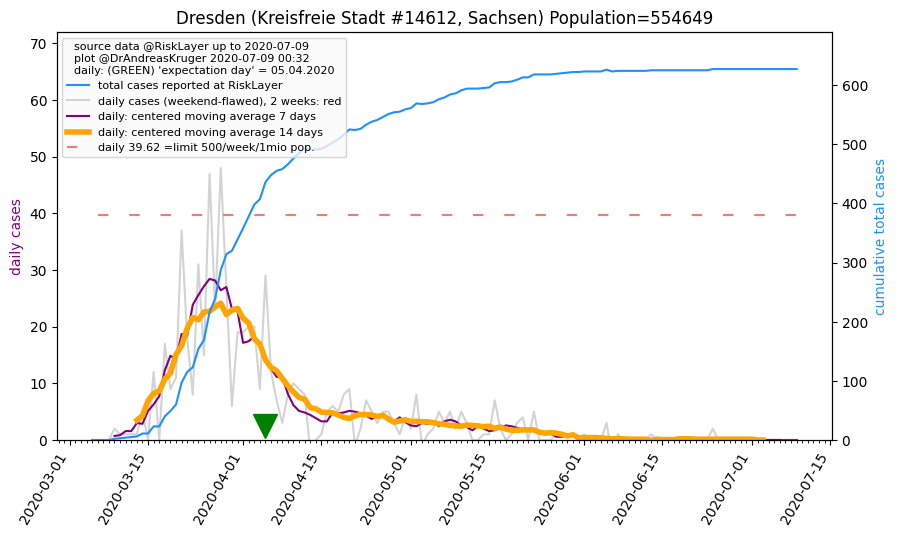 Dresden (Kreisfreie Stadt #14612, Sachsen) Population=554649
source data @RiskLayer up to 2020-07-09
plot @DrAndreasKruger 2020-07-09 00:32
daily: (GREEN) 'expectation day' = 05.04.2020
total cases reported at RiskLayer
daily cases (weekend-flawed), 2 weeks: red
daily: centered moving average 7 days
daily: centered moving average 14 days
daily 39.62 =limit 500/week/1mio pop.
daily cases
70
60
50
40
30
20
10
0
cumulative total cases
600
500
400
300
200
100
0
2020-03-01
2020-03-15
2020-04-01
2020-04-15
2020-05-01
2020-05-15
2020-06-01
2020-06-15
2020-07-01
2020-07-15